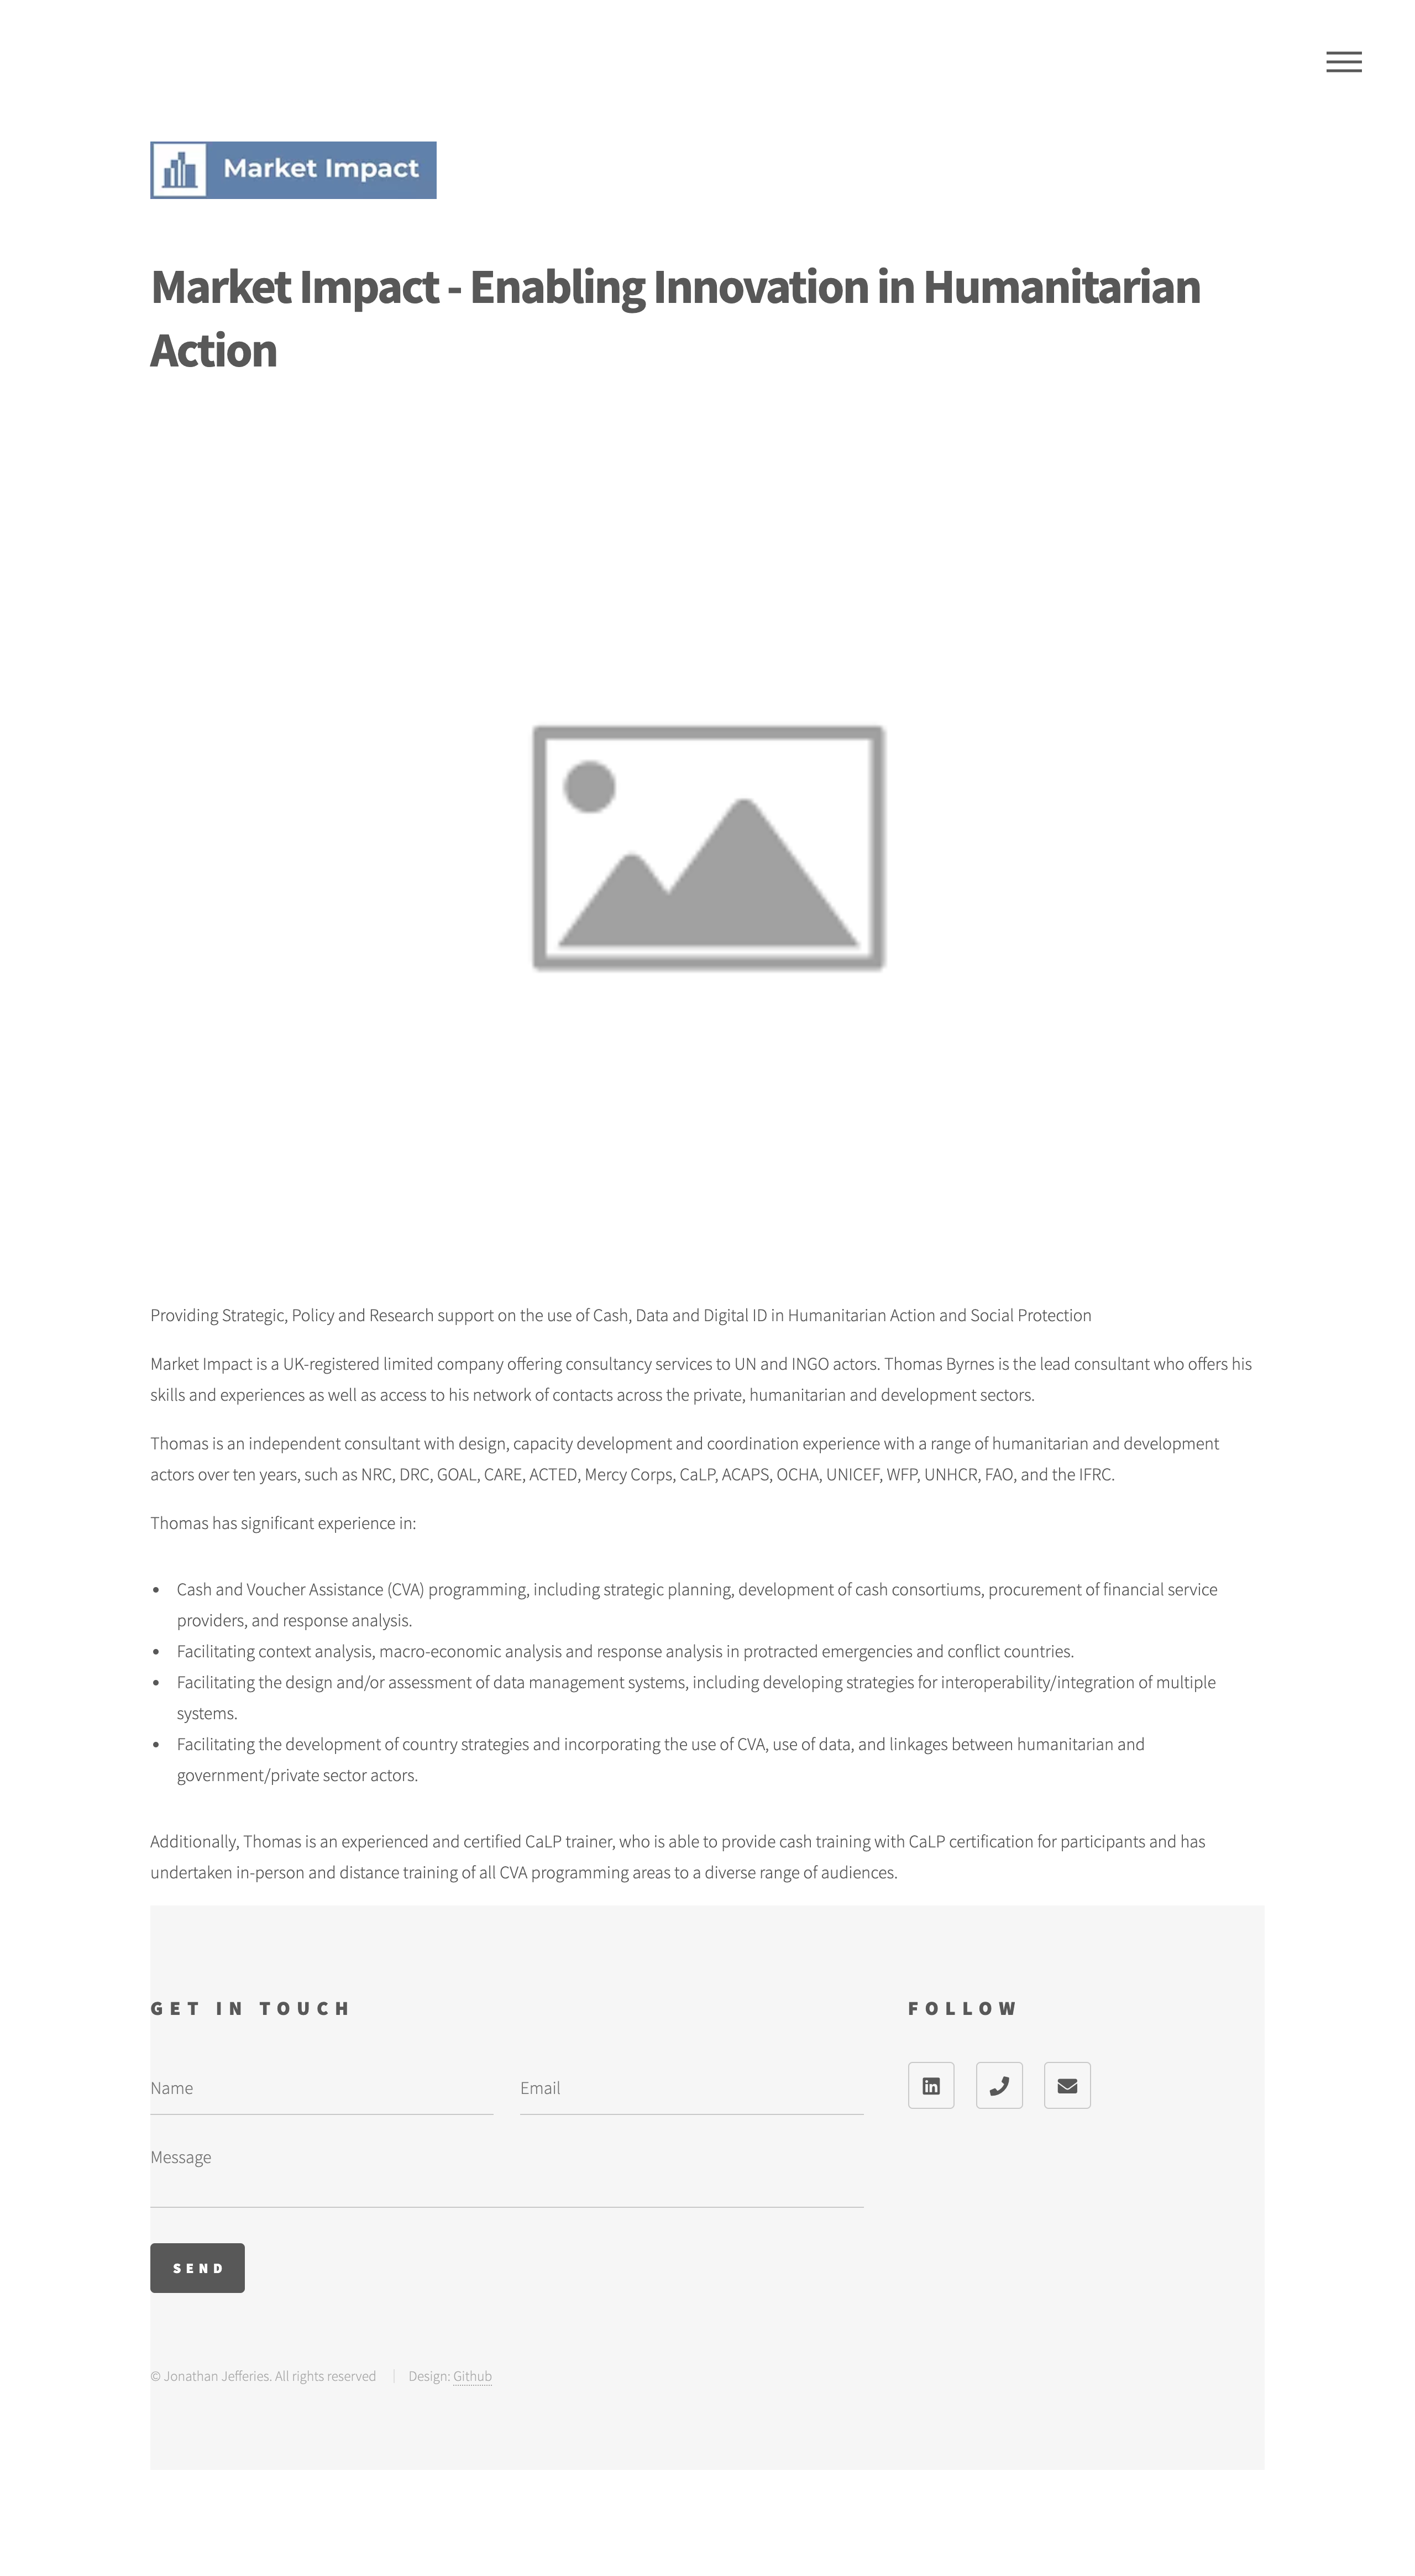 Market Impact
Market Impact - Enabling Innovation in Humanitarian
Action
Providing Strategic, Policy and Research support on the use of Cash, Data and Digital ID in Humanitarian Action and Social Protection
Market Impact is a UK-registered limited company offering consultancy services to UN and INGO actors. Thomas Byrnes is the lead consultant who offers his
skills and experiences as well as access to his network of contacts across the private, humanitarian and development sectors.
Thomas is an independent consultant with design, capacity development and coordination experience with a range of humanitarian and development
actors over ten years, such as NRC, DRC, GOAL, CARE, ACTED, Mercy Corps, CaLP, ACAPS, OCHA, UNICEF, WFP, UNHCR, FAO, and the IFRC.
Thomas has significant experience in:
• Cash and Voucher Assistance (CVA) programming, including strategic planning, development of cash consortiums, procurement of financial service
providers, and response analysis.
• Facilitating context analysis, macro-economic analysis and response analysis in protracted emergencies and conflict countries.
• Facilitating the design and/or assessment of data management systems, including developing strategies for interoperability/integration of multiple
systems.
• Facilitating the development of country strategies and incorporating the use of CVA, use of data, and linkages between humanitarian and
government/private sector actors.
Additionally, Thomas is an experienced and certified CaLP trainer, who is able to provide cash training with CaLP certification for participants and has
undertaken in-person and distance training of all CVA programming areas to a diverse range of audiences.
GET IN TOUCH
Name
Email
Message
SEND
FOLLOW
© Jonathan Jefferies. All rights reserved | Design: Github